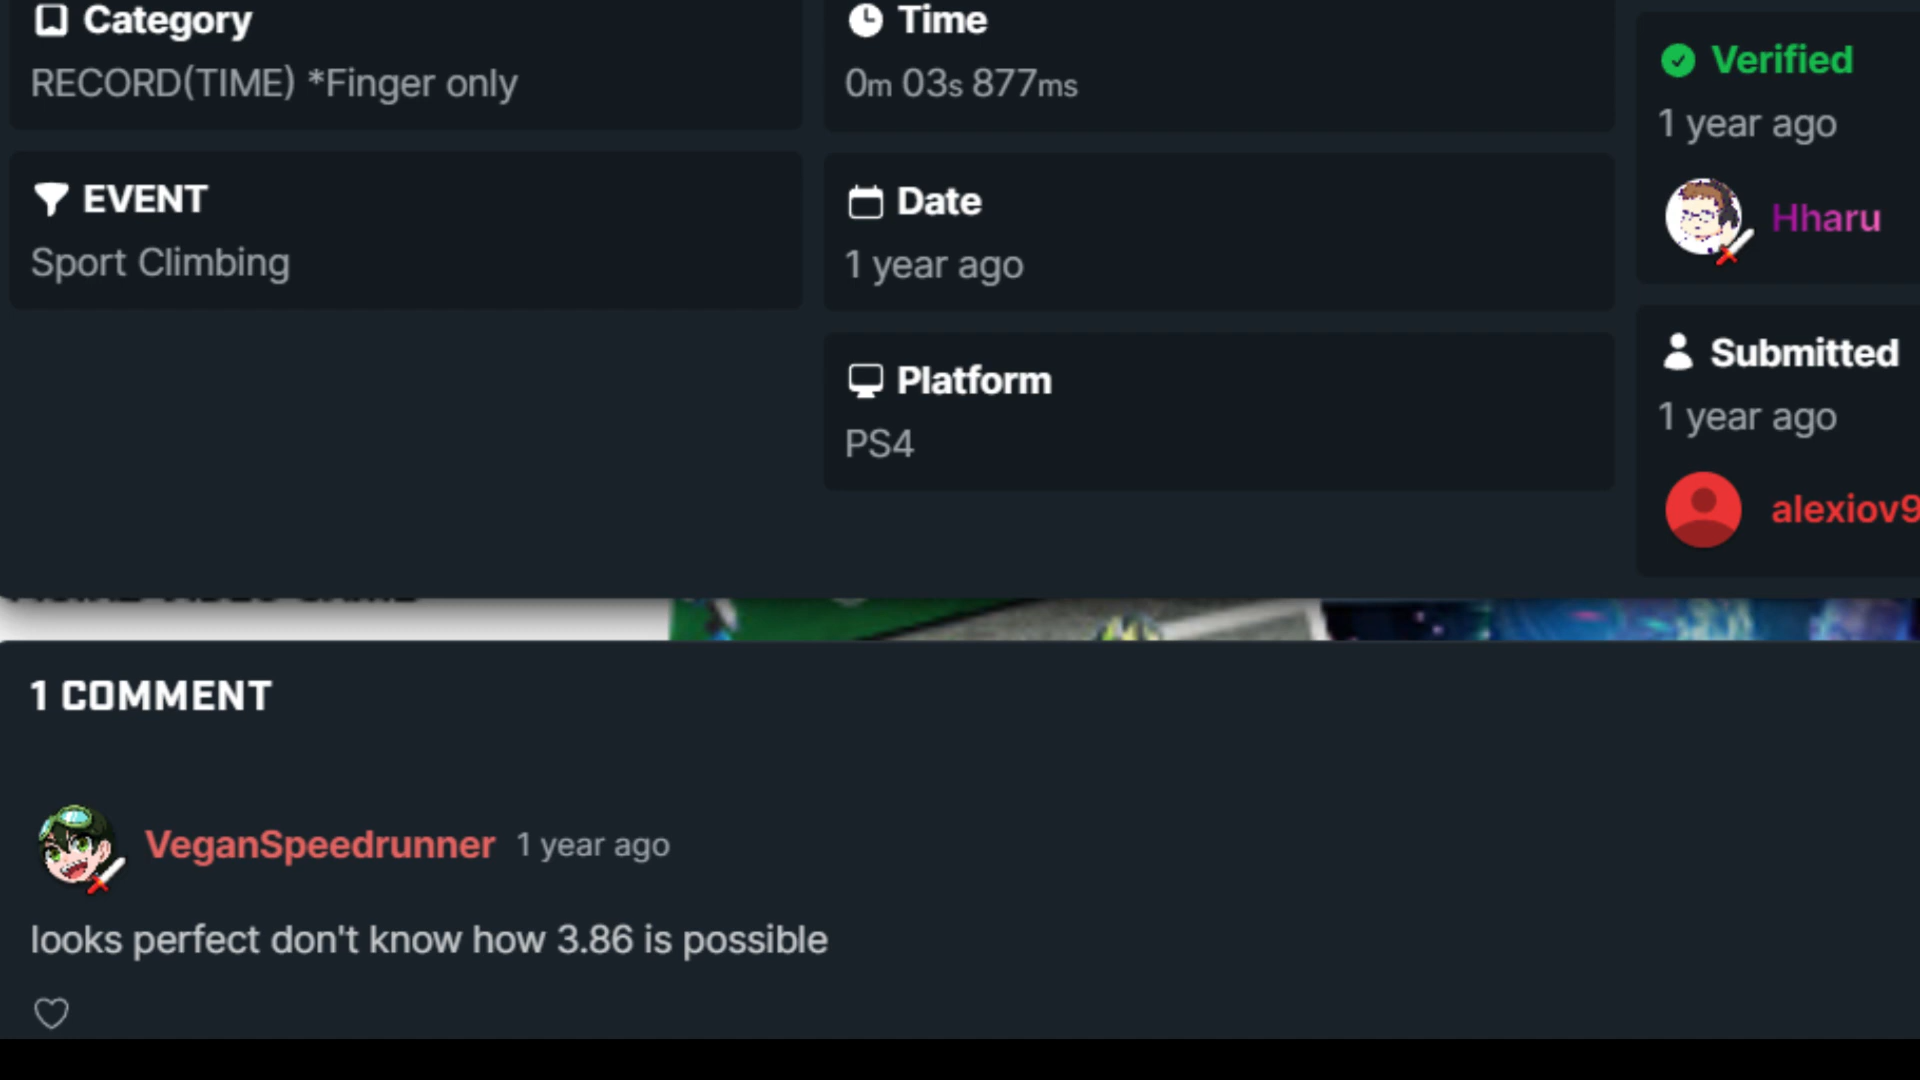 Category
RECORD(TIME) *Finger only
EVENT
Sport Climbing
Time
0m 03s 877ms
Date
1 year ago
Platform
PS4
Verified
1 year ago
Hharu
Submitted
1 year ago
alexiov9
1 COMMENT
VeganSpeedrunner 1 year ago
looks perfect don't know how 3.86 is possible